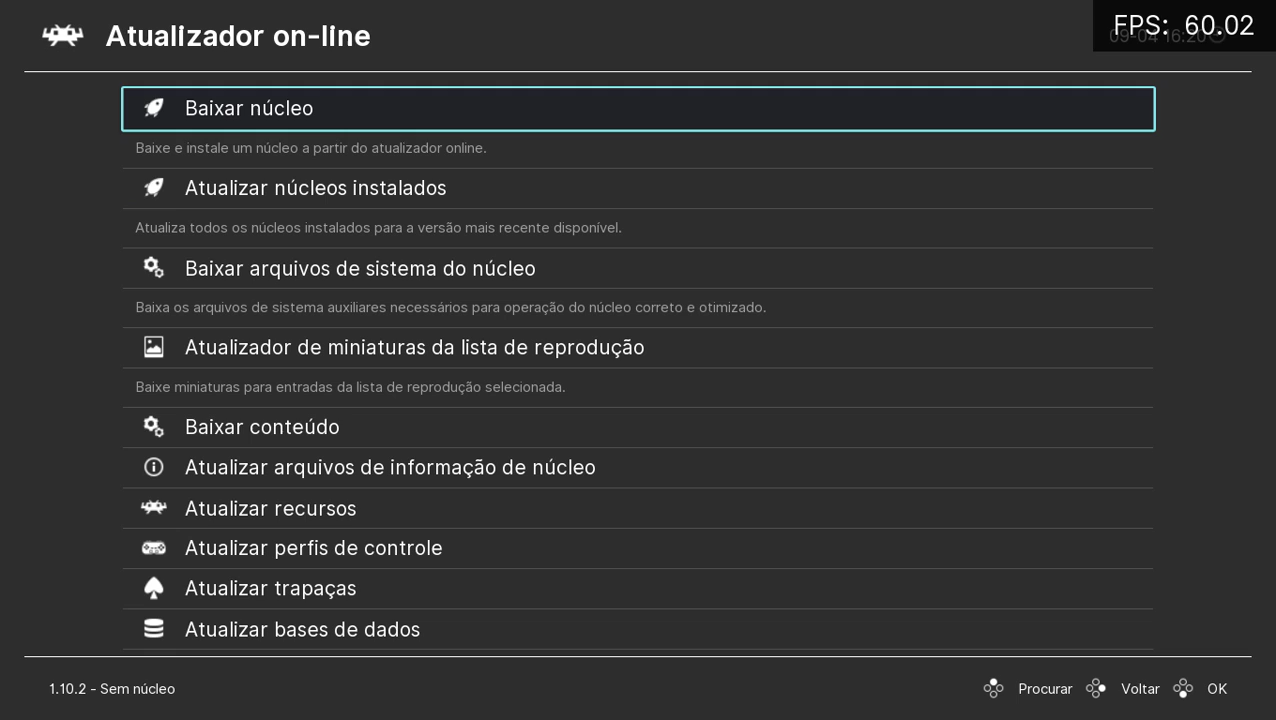 Atualizador on-line
FPS: 60.02
09-04 16:20
Baixar núcleo
Baixe e instale um núcleo a partir do atualizador online.
Atualizar núcleos instalados
Atualiza todos os núcleos instalados para a versão mais recente disponível.
Baixar arquivos de sistema do núcleo
Baixa os arquivos de sistema auxiliares necessários para operação do núcleo correto e otimizado.
Atualizador de miniaturas da lista de reprodução
Baixe miniaturas para entradas da lista de reprodução selecionada.
Baixar conteúdo
Atualizar arquivos de informação de núcleo
Atualizar recursos
Atualizar perfis de controle
Atualizar trapaças
Atualizar bases de dados
1.10.2 - Sem núcleo
Procurar Voltar OK